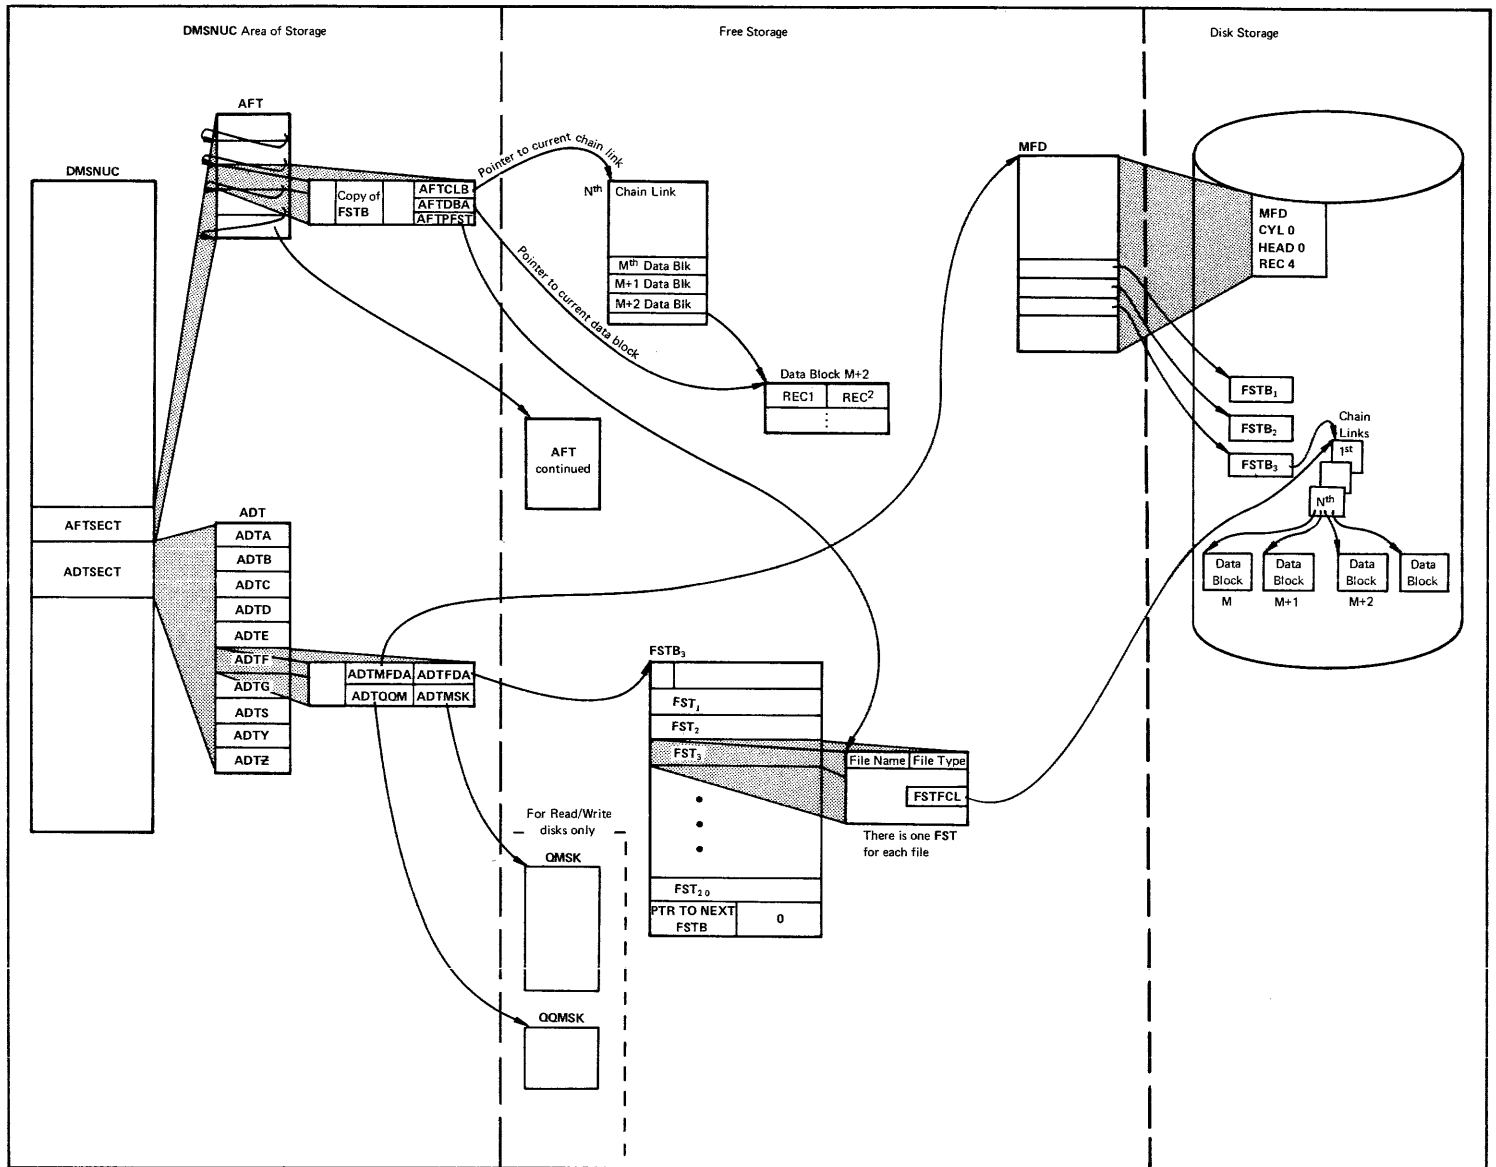 DMSNUC Area of Storage
Free Storage
Disk Storage
AFT
DMSNUC
Copy of
FSTB
AFTCLB
AFTDBA
AFTPFST
Pointer to current chain link
Pointer to current data block
Nth
Chain Link
Mth Data Blk
M+1 Data Blk
M+2 Data Blk
Data Block M+2
REC1
REC2
AFT
continued
MFD
MFD
CYL 0
HEAD 0
REC 4
FSTB1
FSTB2
FSTB3
Chain
Links
1st
Nth
Data
Block
M
Data
Block
M+1
Data
Block
M+2
Data
Block
AFTSECT
ADTSECT
ADT
ADTA
ADTB
ADTC
ADTD
ADTE
ADTF
ADTG
ADTS
ADTY
ADTZ
ADTMFDA
ADTFDA
ADTQQM
ADTMSK
FSTB3
FST1
FST2
FST3
FST20
PTR TO NEXT
FSTB
0
File Name
File Type
FSTFCL
There is one FST
for each file
For Read/Write
disks only
QMSK
QQMSK